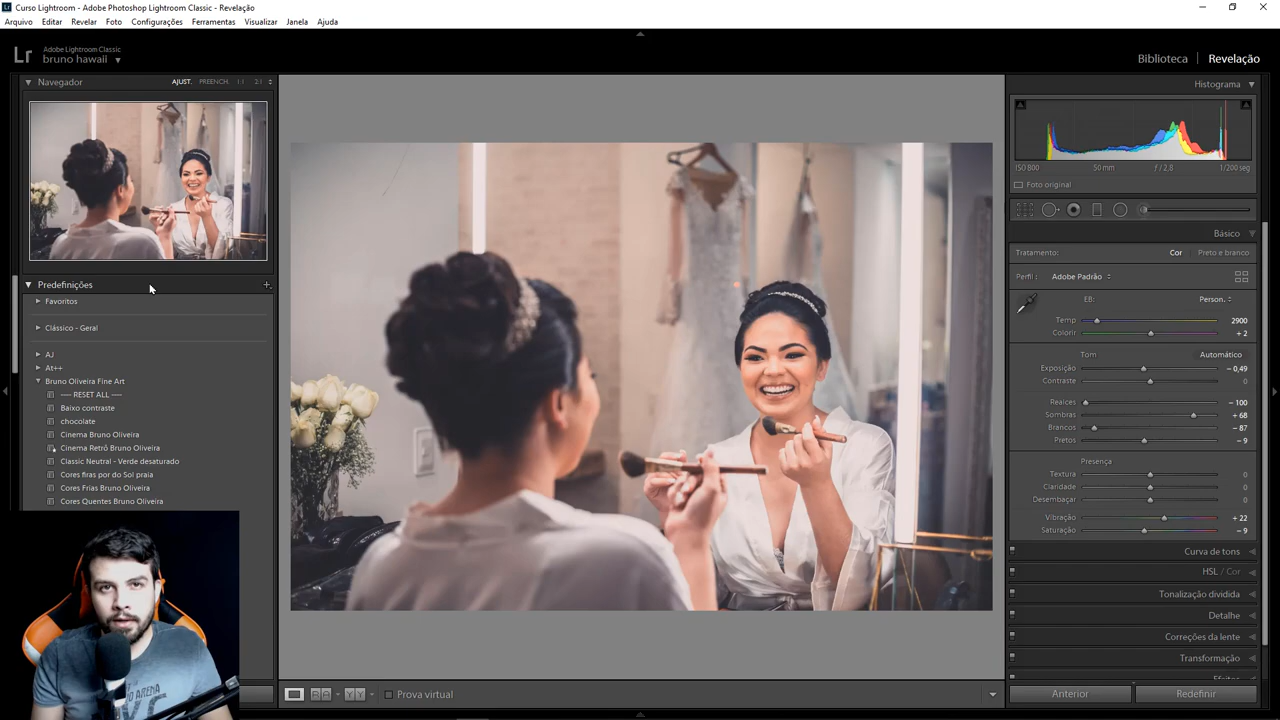 Curso Lightroom - Adobe Photoshop Lightroom Classic - Revelação
Arquivo Editar Revelar Foto Configurações Ferramentas Visualizar Janela Ajuda
Lr
Adobe Lightroom Classic
bruno hawaii
Biblioteca | Revelação
Navegador AJUST. PREENCH. 1:1 2:1
Predefinições +
Favoritos
Clássico - Geral
AJ
At++
Bruno Oliveira Fine Art
---- RESET ALL ----
Baixo contraste
chocolate
Cinema Bruno Oliveira
Cinema Retrô Bruno Oliveira
Classic Neutral - Verde desaturado
Cores firas por do Sol praia
Cores Frias Bruno Oliveira
Cores Quentes Bruno Oliveira
Prova virtual
Histograma
ISO 800 50 mm f / 2,8 1/200 seg
Foto original
Básico
Tratamento: Cor Preto e branco
Perfil : Adobe Padrão
EB: Person.
Temp 2900
Colorir + 2
Tom Automático
Exposição - 0,49
Contraste 0
Realces - 100
Sombras + 68
Brancos - 87
Pretos - 9
Presença
Textura 0
Claridade 0
Desembaçar 0
Vibração + 22
Saturação - 9
Curva de tons
HSL / Cor
Tonalização dividida
Detalhe
Correções da lente
Transformação
Anterior Redefinir